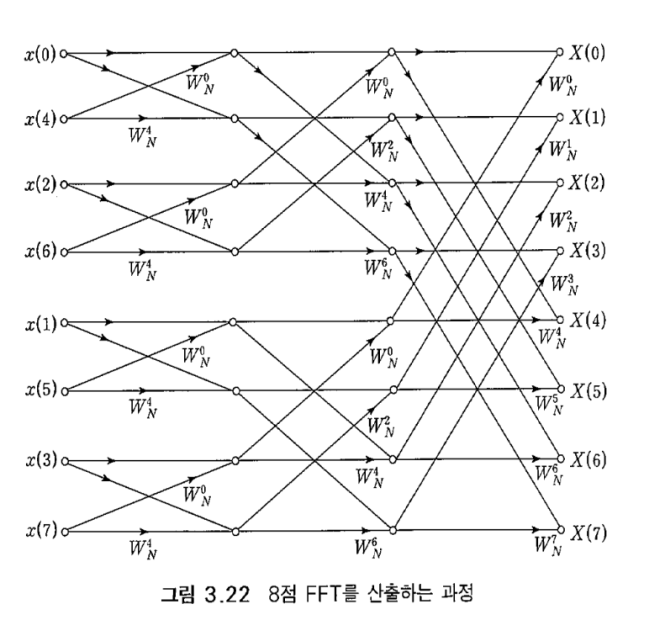 x(0) X(0)
W_N^0 W_N^0 W_N^0
x(4) X(1)
W_N^4 W_N^2 W_N^1
x(2) X(2)
W_N^0 W_N^4 W_N^2
x(6) X(3)
W_N^4 W_N^6 W_N^3
x(1) X(4)
W_N^0 W_N^0 W_N^4
x(5) X(5)
W_N^4 W_N^2 W_N^5
x(3) X(6)
W_N^0 W_N^4 W_N^6
x(7) X(7)
W_N^4 W_N^6 W_N^7
그림 3.22 8점 FFT를 산출하는 과정